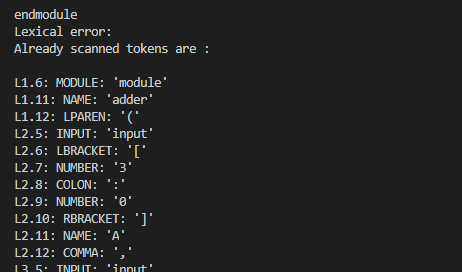 endmodule
Lexical error:
Already scanned tokens are :
L1.6: MODULE: 'module'
L1.11: NAME: 'adder'
L1.12: LPAREN: '('
L2.5: INPUT: 'input'
L2.6: LBRACKET: '['
L2.7: NUMBER: '3'
L2.8: COLON: ':'
L2.9: NUMBER: '0'
L2.10: RBRACKET: ']'
L2.11: NAME: 'A'
L2.12: COMMA: ','
L3.5: INPUT: 'input'